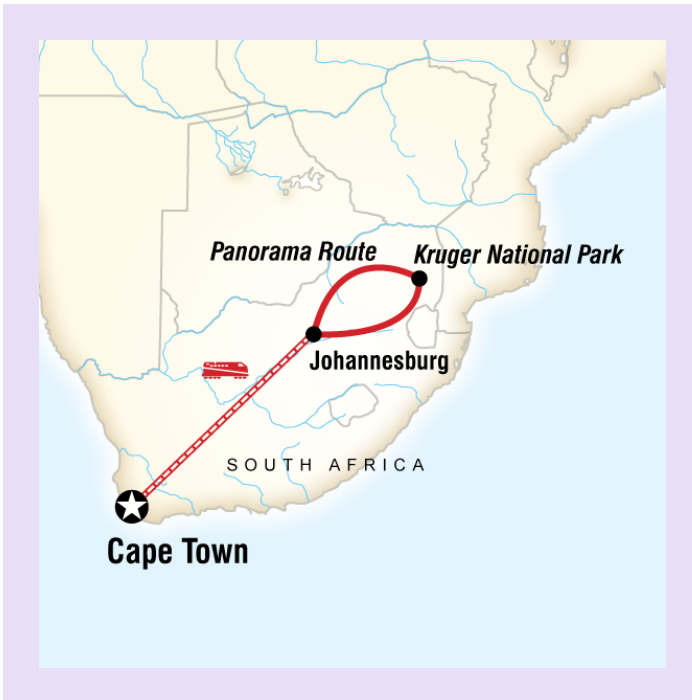 Panorama Route
Kruger National Park
Johannesburg
SOUTH AFRICA
Cape Town